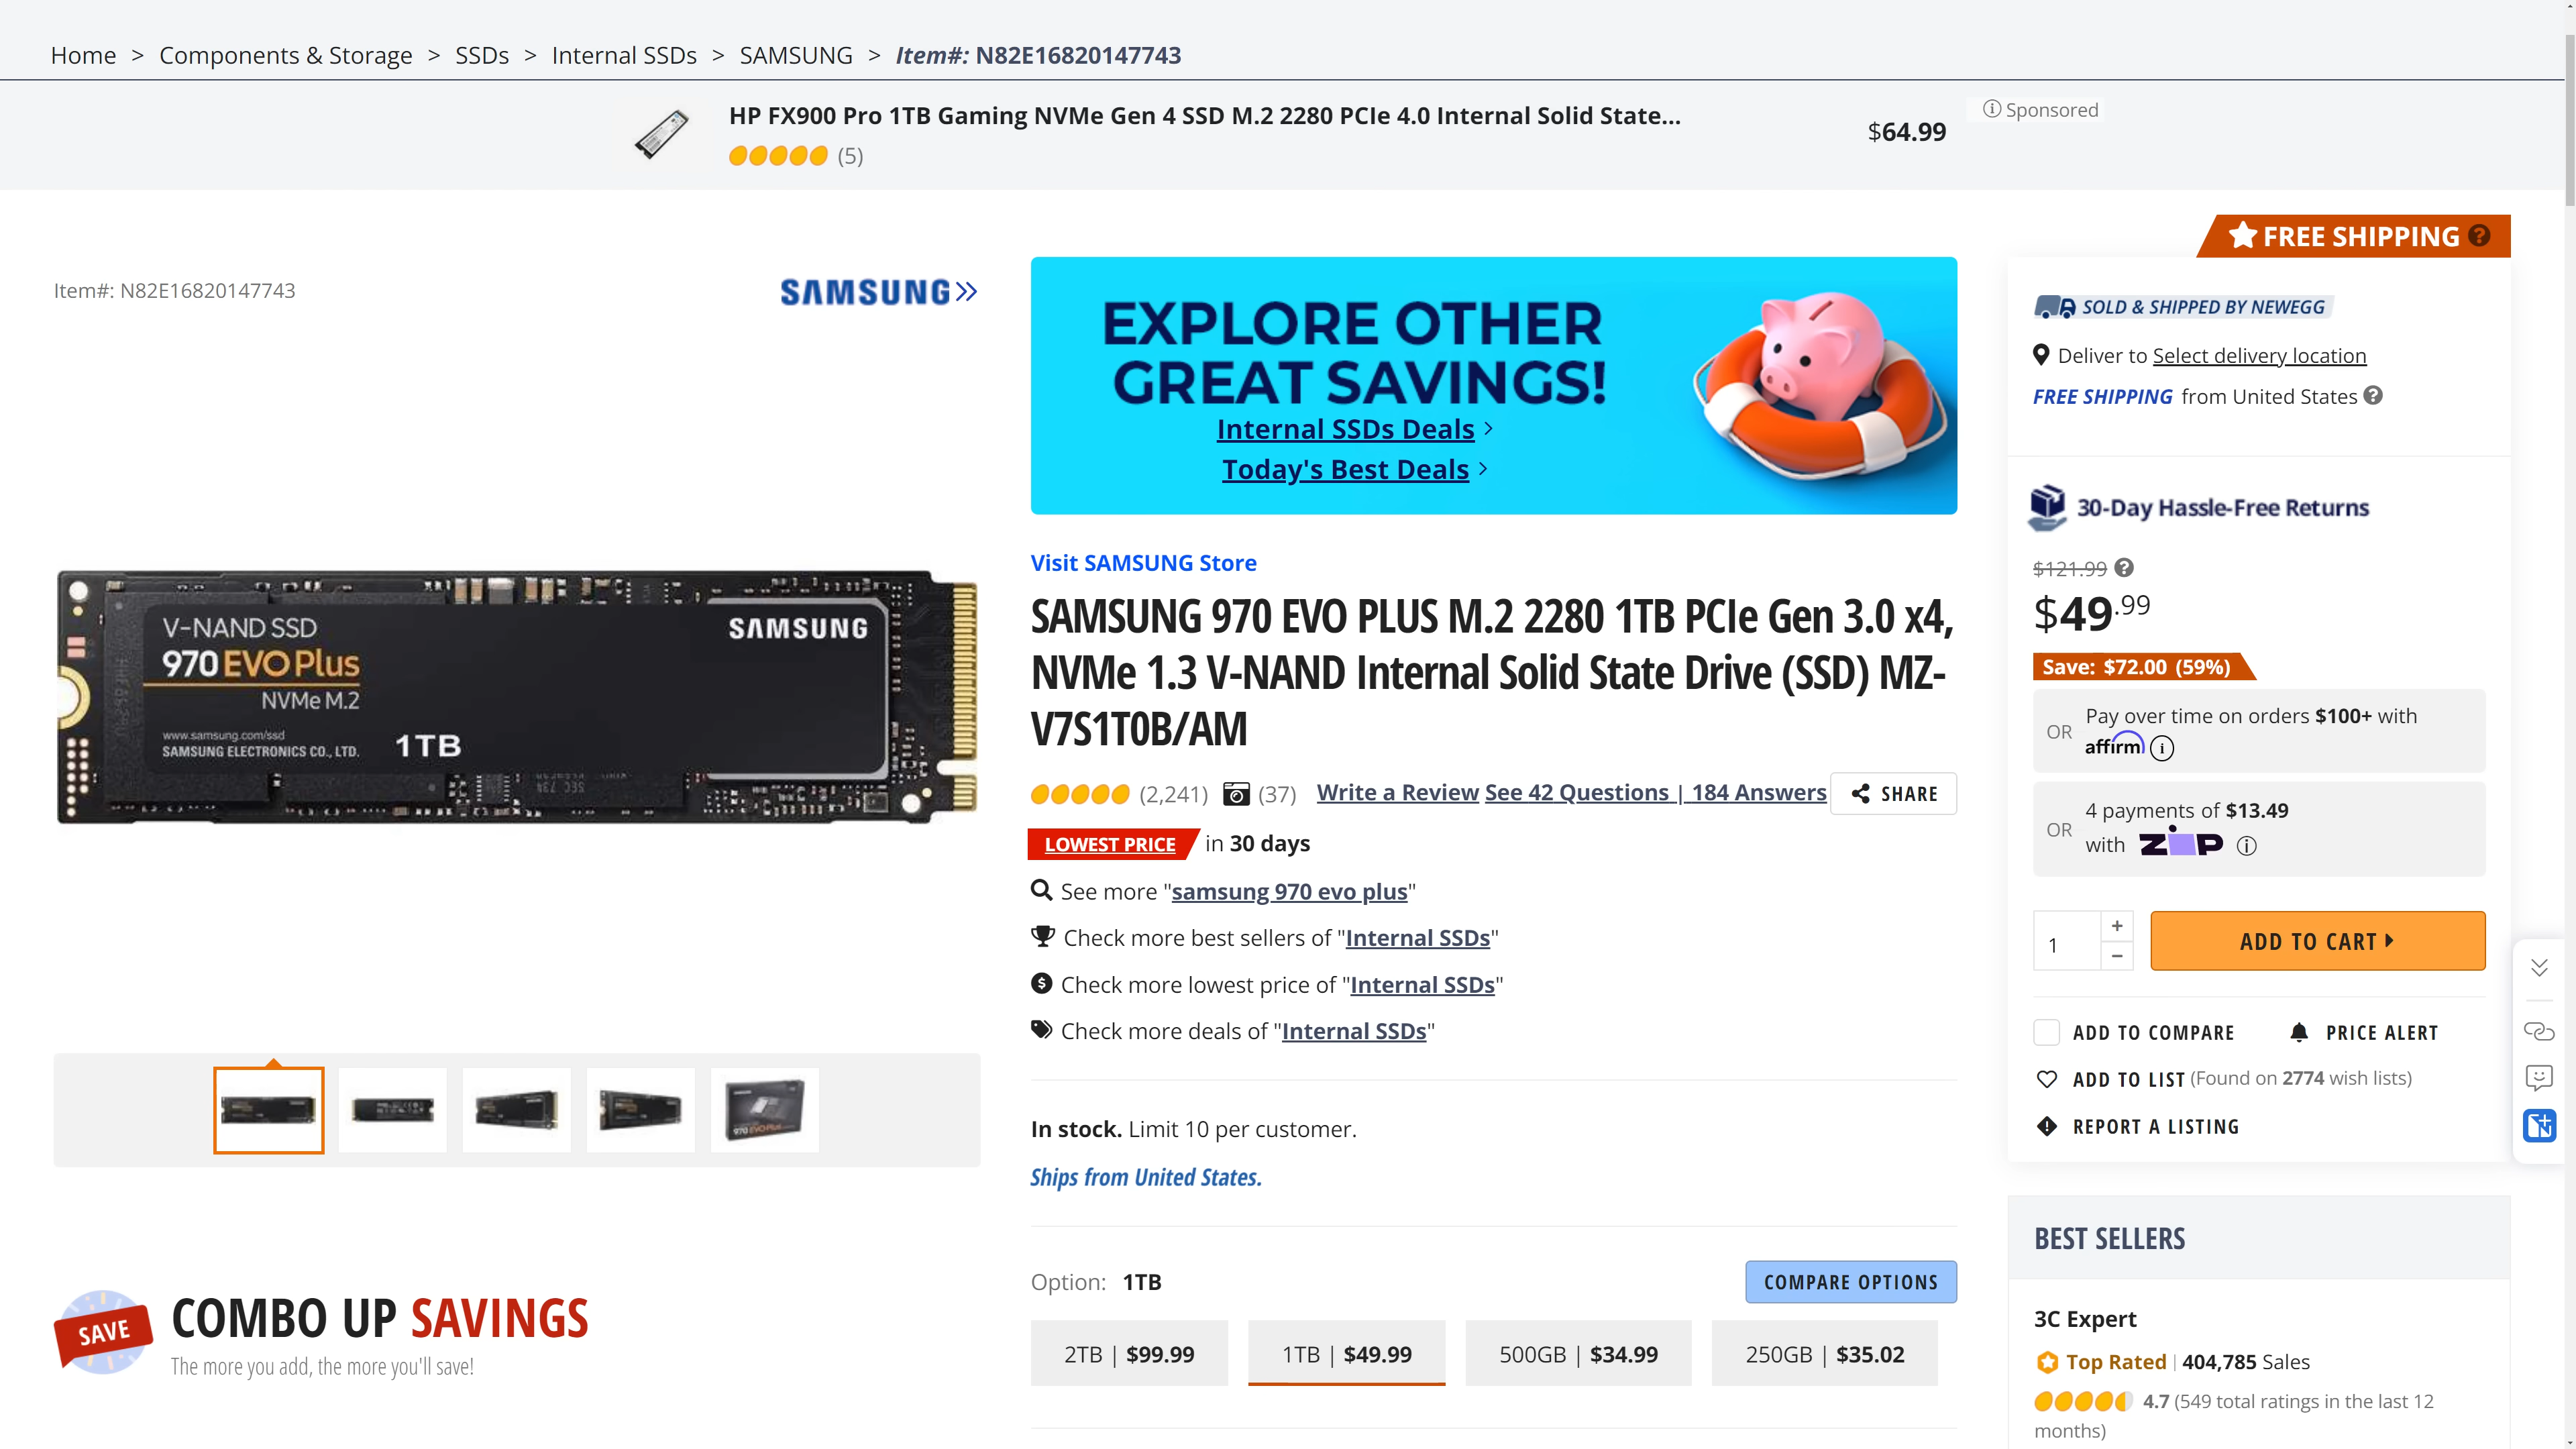 Home > Components & Storage > SSDs > Internal SSDs > SAMSUNG > Item#: N82E16820147743
HP FX900 Pro 1TB Gaming NVMe Gen 4 SSD M.2 2280 PCIe 4.0 Internal Solid State...
(5)
$64.99
Sponsored
Item#: N82E16820147743
SAMSUNG
V-NAND SSD
970 EVO Plus
NVMe M.2
www.samsung.com/ssd
SAMSUNG ELECTRONICS CO., LTD.
1TB
SAMSUNG
COMBO UP SAVINGS
SAVE
The more you add, the more you'll save!
EXPLORE OTHER
GREAT SAVINGS!
Internal SSDs Deals
Today's Best Deals
Visit SAMSUNG Store
SAMSUNG 970 EVO PLUS M.2 2280 1TB PCIe Gen 3.0 x4,
NVMe 1.3 V-NAND Internal Solid State Drive (SSD) MZ-
V7S1T0B/AM
(2,241) (37) Write a Review See 42 Questions | 184 Answers SHARE
LOWEST PRICE in 30 days
See more "samsung 970 evo plus"
Check more best sellers of "Internal SSDs"
Check more lowest price of "Internal SSDs"
Check more deals of "Internal SSDs"
In stock. Limit 10 per customer.
Ships from United States.
Option: 1TB
COMPARE OPTIONS
2TB | $99.99 1TB | $49.99 500GB | $34.99 250GB | $35.02
FREE SHIPPING
SOLD & SHIPPED BY NEWEGG
Deliver to Select delivery location
FREE SHIPPING from United States
30-Day Hassle-Free Returns
$121.99
$49.99
Save: $72.00 (59%)
OR Pay over time on orders $100+ with
affirm
OR 4 payments of $13.49
with ZIP
1 + −
ADD TO CART
ADD TO COMPARE PRICE ALERT
ADD TO LIST (Found on 2774 wish lists)
REPORT A LISTING
BEST SELLERS
3C Expert
Top Rated | 404,785 Sales
4.7 (549 total ratings in the last 12
months)